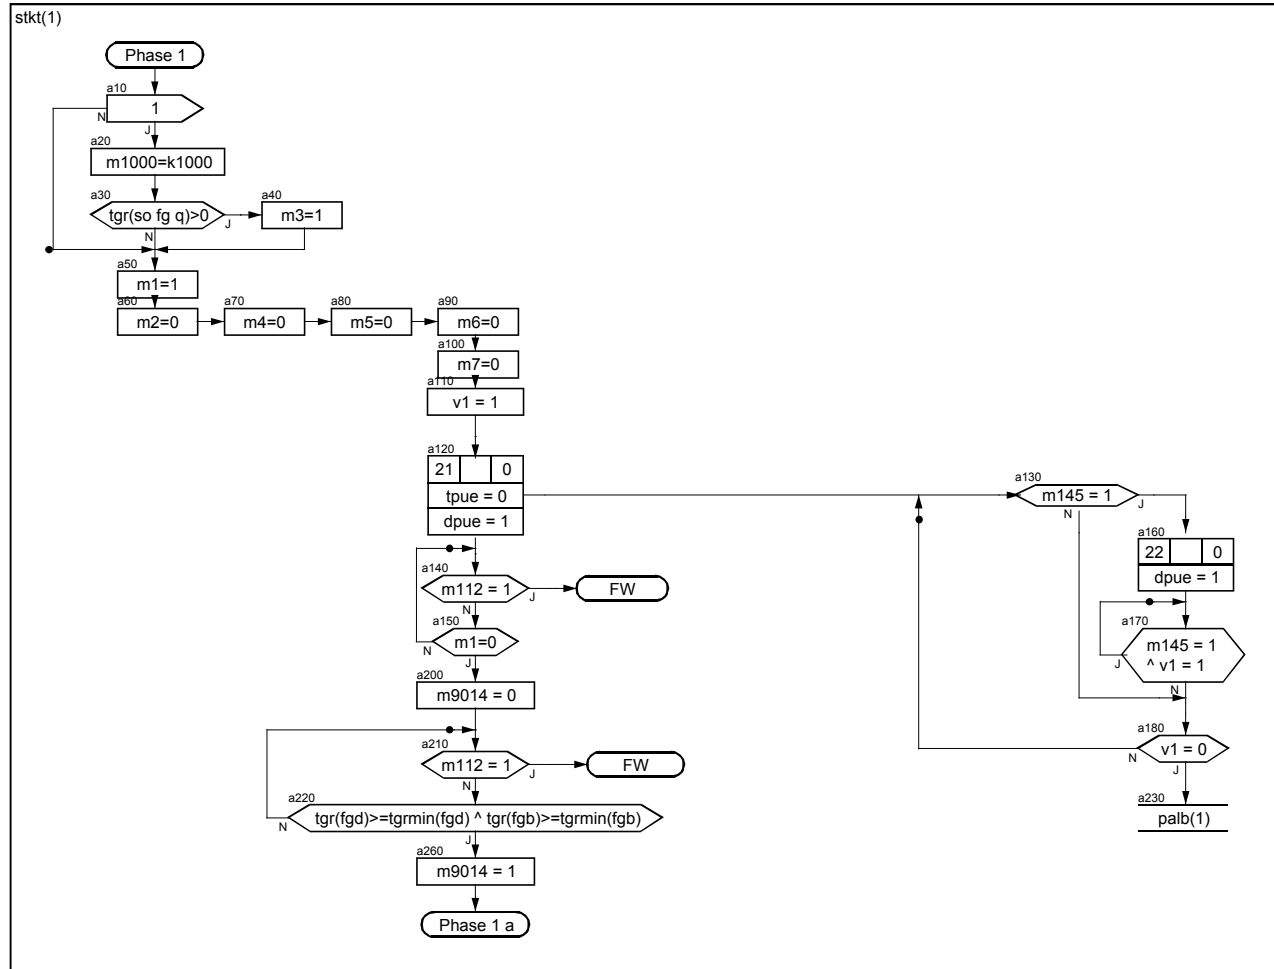 stkt(1)
Phase 1
a10
1
N
J
a20
m1000=k1000
a30
tgr(so fg q)>0
J
N
a40
m3=1
a50
m1=1
a60
m2=0
a70
m4=0
a80
m5=0
a90
m6=0
a100
m7=0
a110
v1 = 1
a120
21 0
tpue = 0
dpue = 1
a130
m145 = 1
J
N
a160
22 0
dpue = 1
a140
m112 = 1
J
N
FW
a150
m1=0
N
J
a170
m145 = 1
^ v1 = 1
J
N
a200
m9014 = 0
a180
v1 = 0
N
J
a210
m112 = 1
J
N
FW
a220
tgr(fgd)>=tgrmin(fgd) ^ tgr(fgb)>=tgrmin(fgb)
N
J
a230
palb(1)
a260
m9014 = 1
Phase 1 a